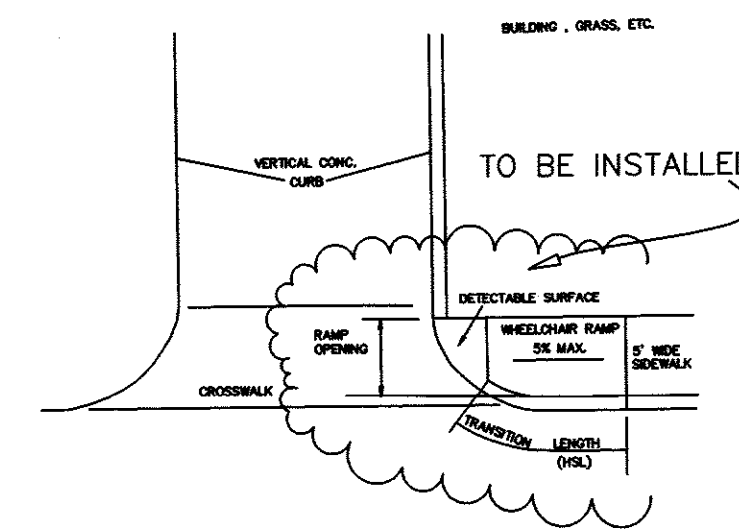 BUILDING , GRASS, ETC.
VERTICAL CONC.
CURB
TO BE INSTALLED
DETECTABLE SURFACE
RAMP
OPENING
WHEELCHAIR RAMP
5% MAX.
5' WIDE
SIDEWALK
CROSSWALK
TRANSITION LENGTH
(HSL)